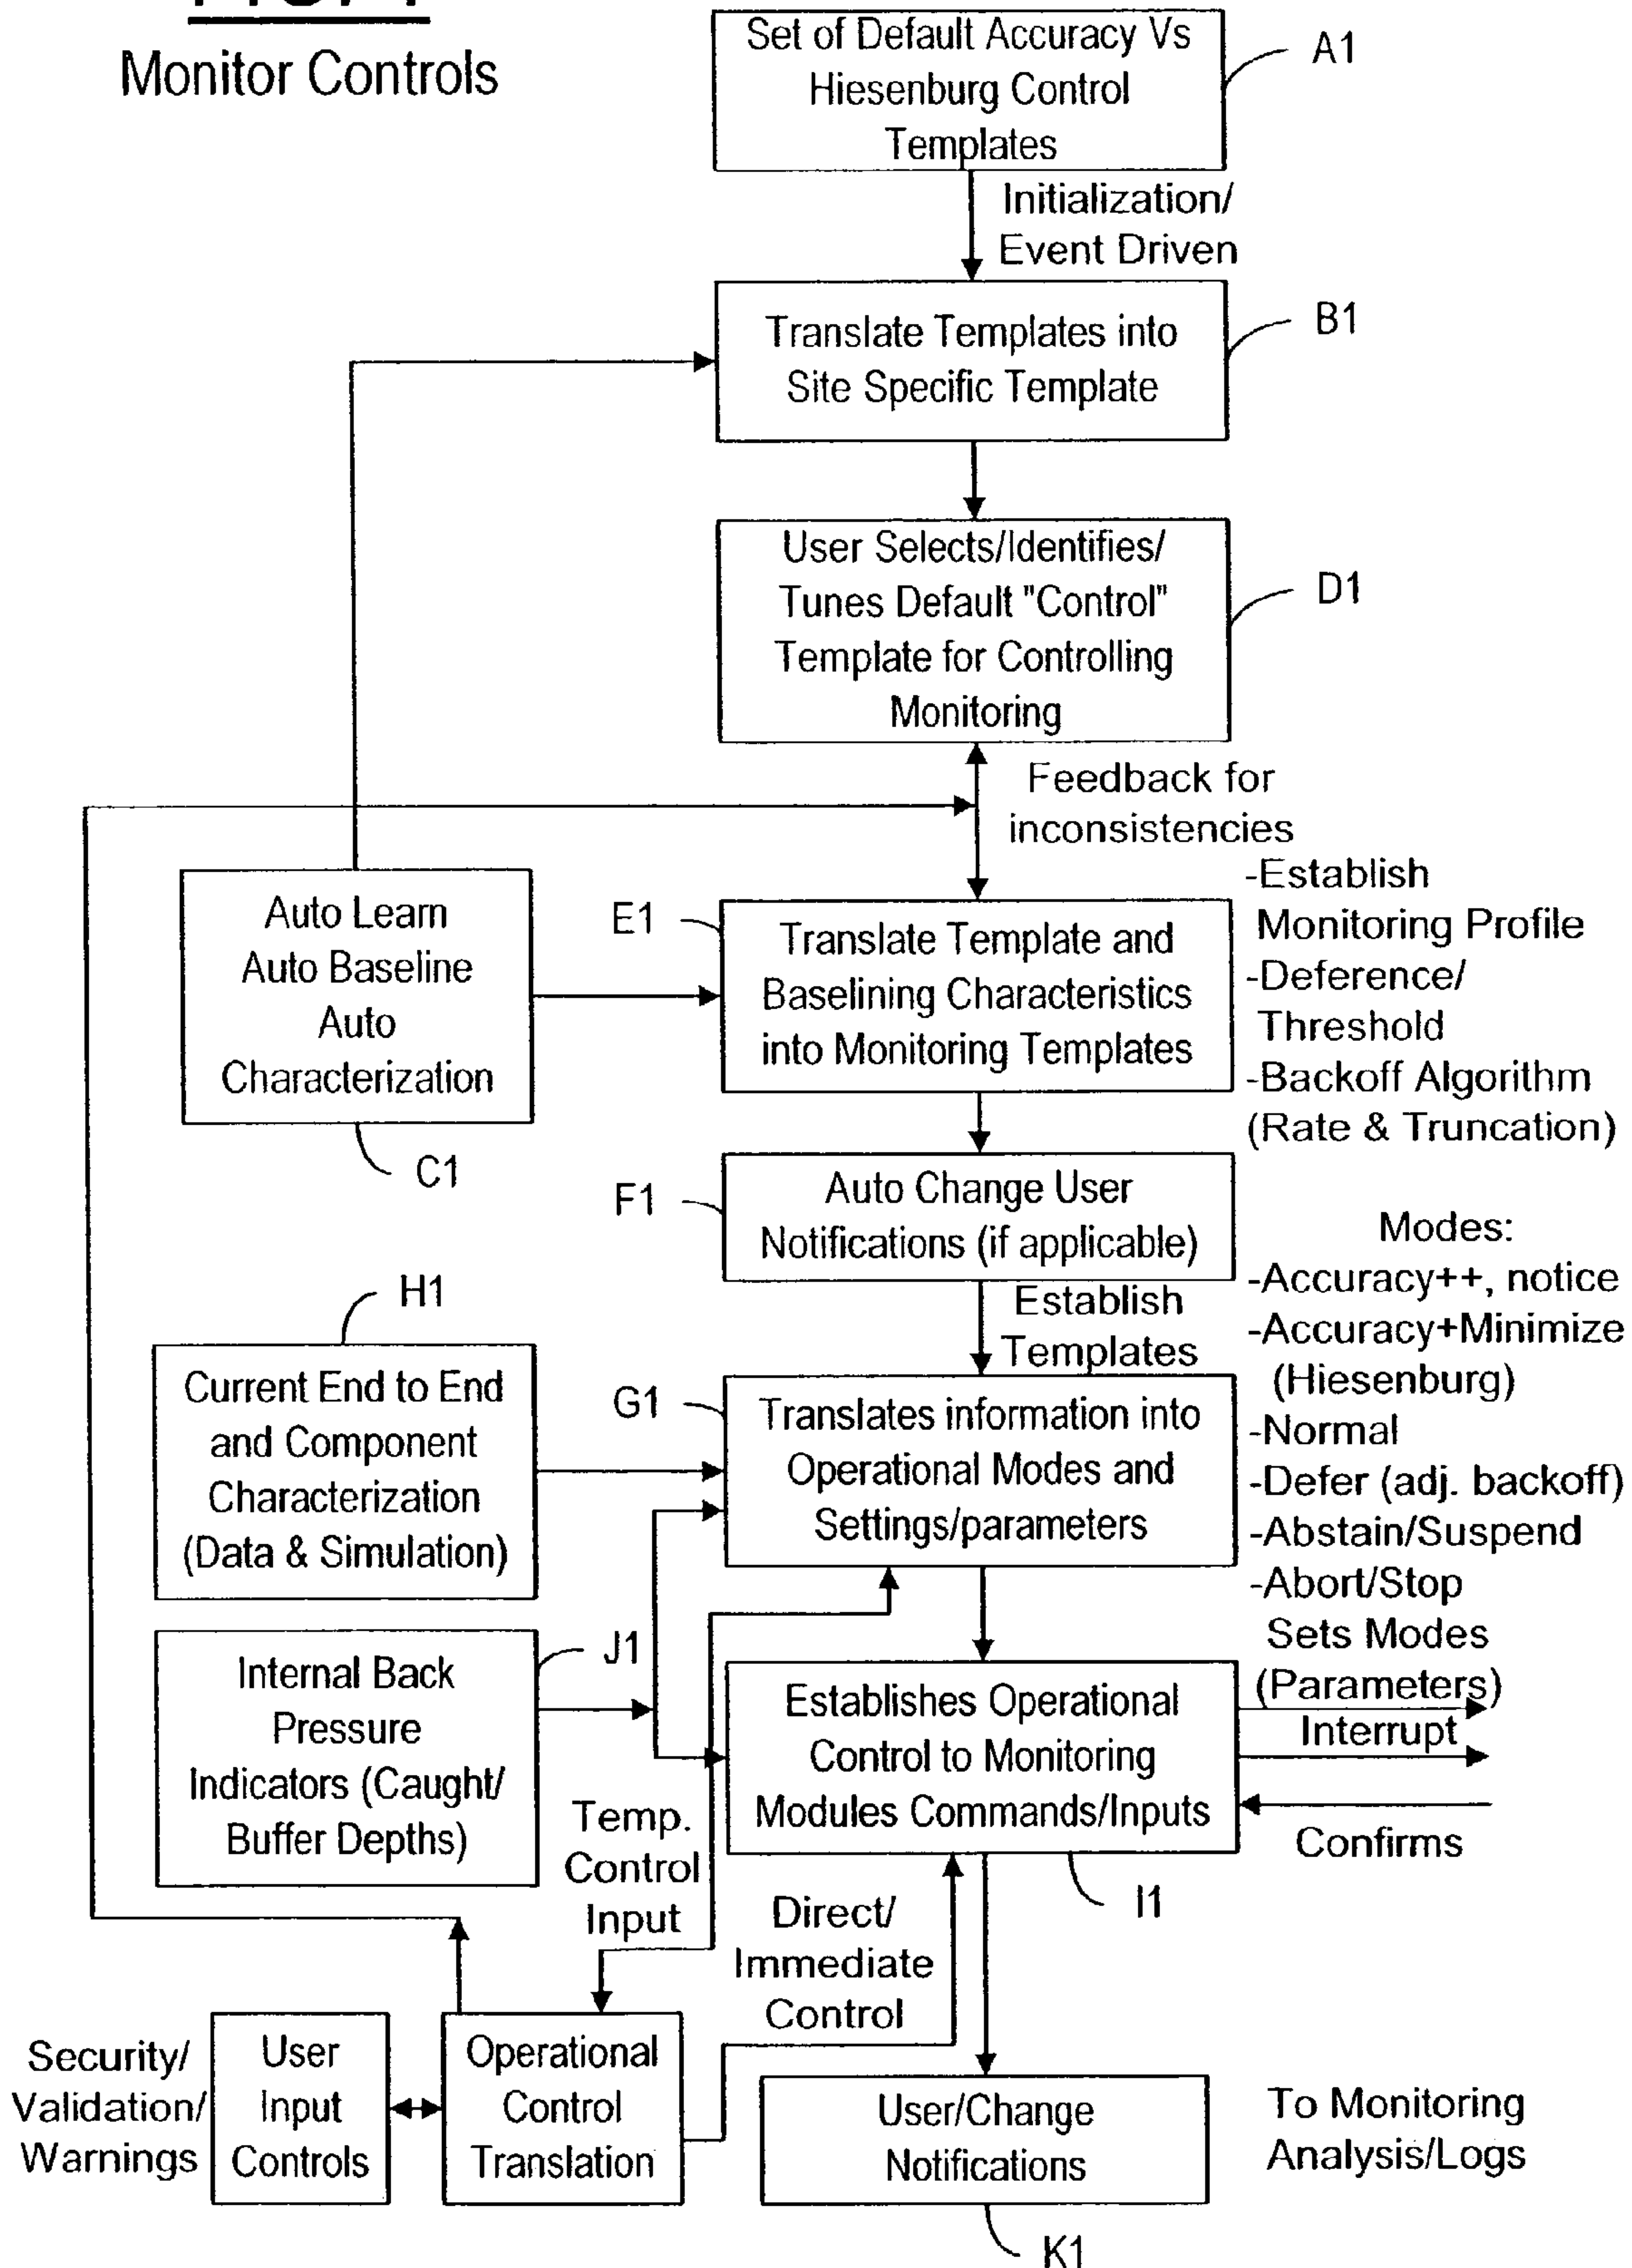 Monitor Controls
Set of Default Accuracy Vs
Hiesenburg Control
Templates
A1
Initialization/
Event Driven
Translate Templates into
Site Specific Template
B1
User Selects/Identifies/
Tunes Default "Control"
Template for Controlling
Monitoring
D1
Feedback for
inconsistencies
Auto Learn
Auto Baseline
Auto
Characterization
C1
E1
Translate Template and
Baselining Characteristics
into Monitoring Templates
-Establish
Monitoring Profile
-Deference/
Threshold
-Backoff Algorithm
(Rate & Truncation)
F1
Auto Change User
Notifications (if applicable)
Establish
Templates
Modes:
-Accuracy++, notice
-Accuracy+Minimize
(Hiesenburg)
-Normal
-Defer (adj. backoff)
-Abstain/Suspend
-Abort/Stop
Sets Modes
(Parameters)
Interrupt
Confirms
H1
Current End to End
and Component
Characterization
(Data & Simulation)
G1
Translates information into
Operational Modes and
Settings/parameters
J1
Internal Back
Pressure
Indicators (Caught/
Buffer Depths)
Establishes Operational
Control to Monitoring
Modules Commands/Inputs
I1
Temp.
Control
Input
Direct/
Immediate
Control
Security/
Validation/
Warnings
User
Input
Controls
Operational
Control
Translation
User/Change
Notifications
K1
To Monitoring
Analysis/Logs